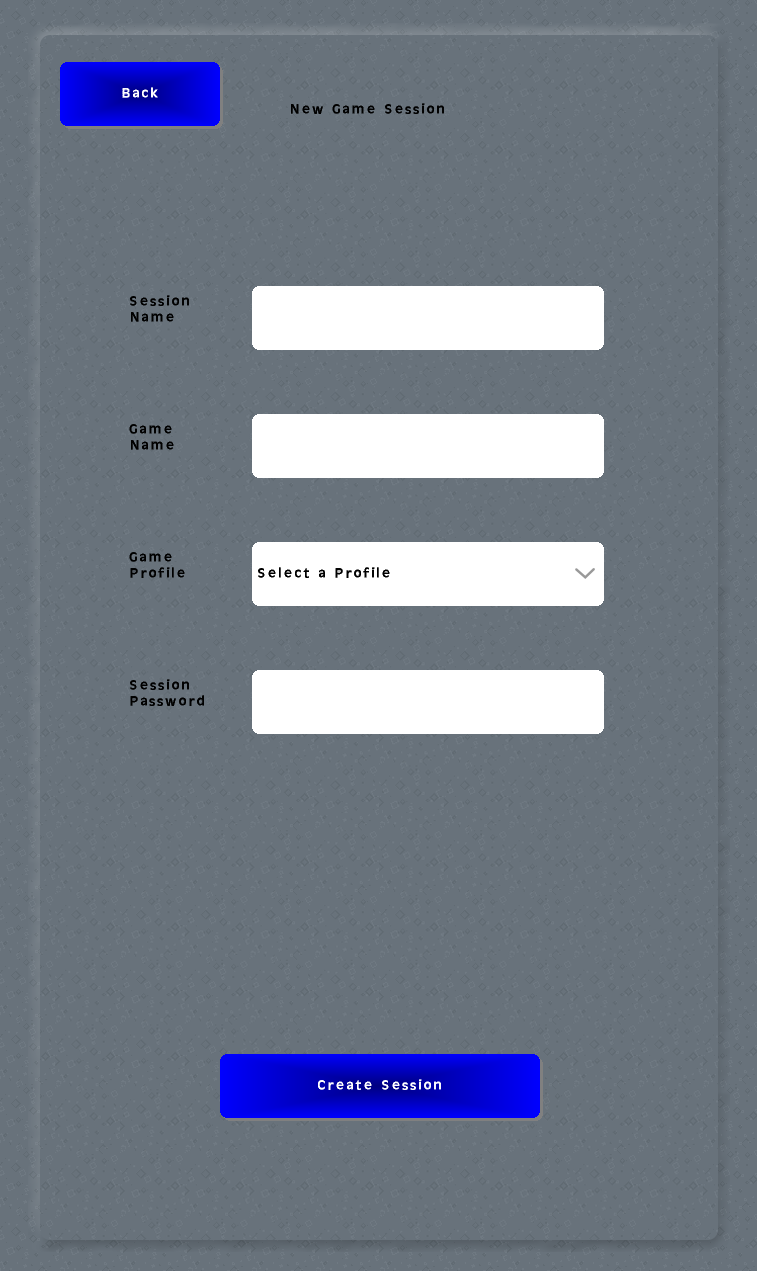 Back
New Game Session
Session
Name
Game
Name
Game
Profile
Select a Profile
Session
Password
Create Session